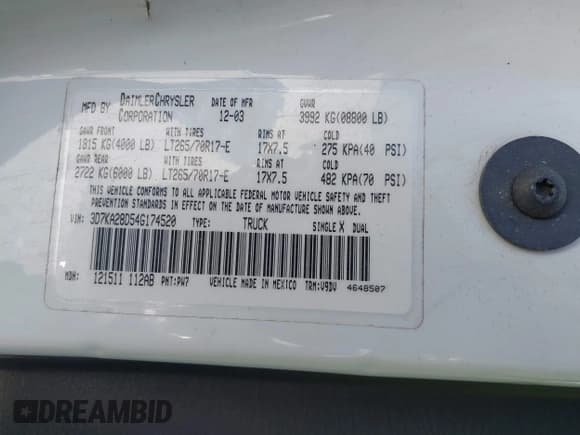 MFD BY DAIMLERCHRYSLER CORPORATION DATE OF MFR 12-03 GVWR 3992 KG(08800 LB)
GAWR FRONT WITH TIRES RIMS AT COLD
1815 KG(4000 LB) LT265/70R17-E 17X7.5 275 KPA(40 PSI)
GAWR REAR WITH TIRES RIMS AT COLD
2722 KG(6000 LB) LT265/70R17-E 17X7.5 482 KPA(70 PSI)
THIS VEHICLE CONFORMS TO ALL APPLICABLE FEDERAL MOTOR VEHICLE SAFETY AND THEFT
PREVENTION STANDARDS IN EFFECT ON THE DATE OF MANUFACTURE SHOWN ABOVE
VIN: 3D7KA28D54G174520 TYPE: TRUCK SINGLE X DUAL
MDH: 121511 112AB PNT:PW7 VEHICLE MADE IN MEXICO TRM:V9DV 4648507
DREAMBID